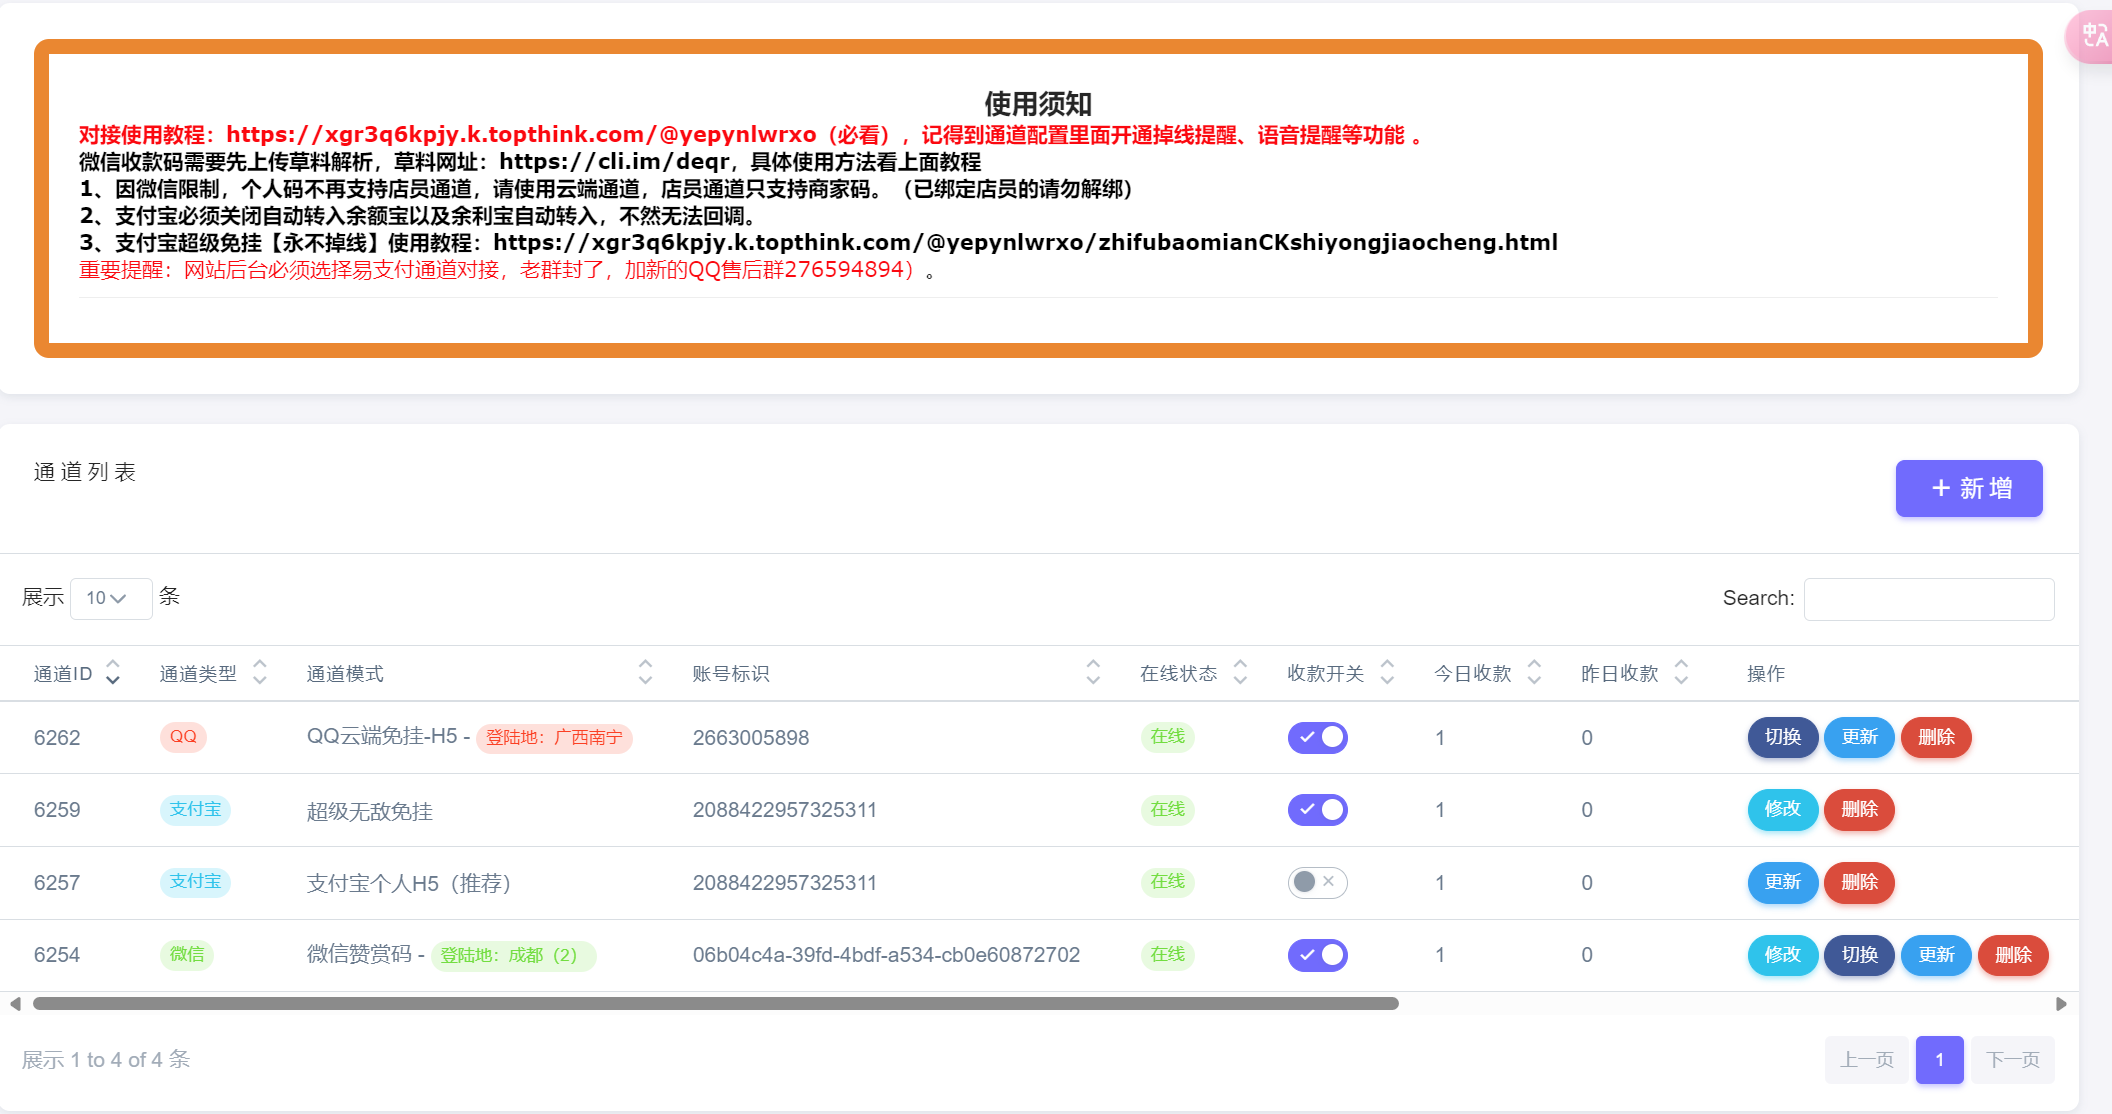 使用须知
对接使用教程：https://xgr3q6kpjy.k.topthink.com/@yepynlwrxo（必看），记得到通道配置里面开通掉线提醒、语音提醒等功能 。
微信收款码需要先上传草料解析，草料网址：https://cli.im/deqr，具体使用方法看上面教程
1、因微信限制，个人码不再支持店员通道，请使用云端通道，店员通道只支持商家码。（已绑定店员的请勿解绑）
2、支付宝必须关闭自动转入余额宝以及余利宝自动转入，不然无法回调。
3、支付宝超级免挂【永不掉线】使用教程：https://xgr3q6kpjy.k.topthink.com/@yepynlwrxo/zhifubaomianCKshiyongjiaocheng.html
重要提醒：网站后台必须选择易支付通道对接，老群封了，加新的QQ售后群276594894）。
通道列表
+ 新增
展示 10 条 Search:
通道ID 通道类型 通道模式 账号标识 在线状态 收款开关 今日收款 昨日收款 操作
6262 QQ QQ云端免挂-H5 - 登陆地：广西南宁 2663005898 在线 1 0 切换 更新 删除
6259 支付宝 超级无敌免挂 2088422957325311 在线 1 0 修改 删除
6257 支付宝 支付宝个人H5（推荐） 2088422957325311 在线 1 0 更新 删除
6254 微信 微信赞赏码 - 登陆地：成都（2） 06b04c4a-39fd-4bdf-a534-cb0e60872702 在线 1 0 修改 切换 更新 删除
展示 1 to 4 of 4 条 上一页 1 下一页